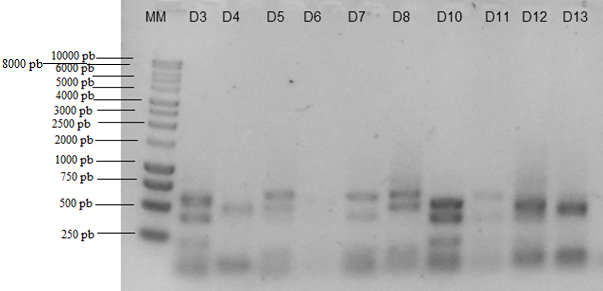 MM D3 D4 D5 D6 D7 D8 D10 D11 D12 D13
10000 pb
8000 pb
6000 pb
5000 pb
4000 pb
3000 pb
2500 pb
2000 pb
1000 pb
750 pb
500 pb
250 pb